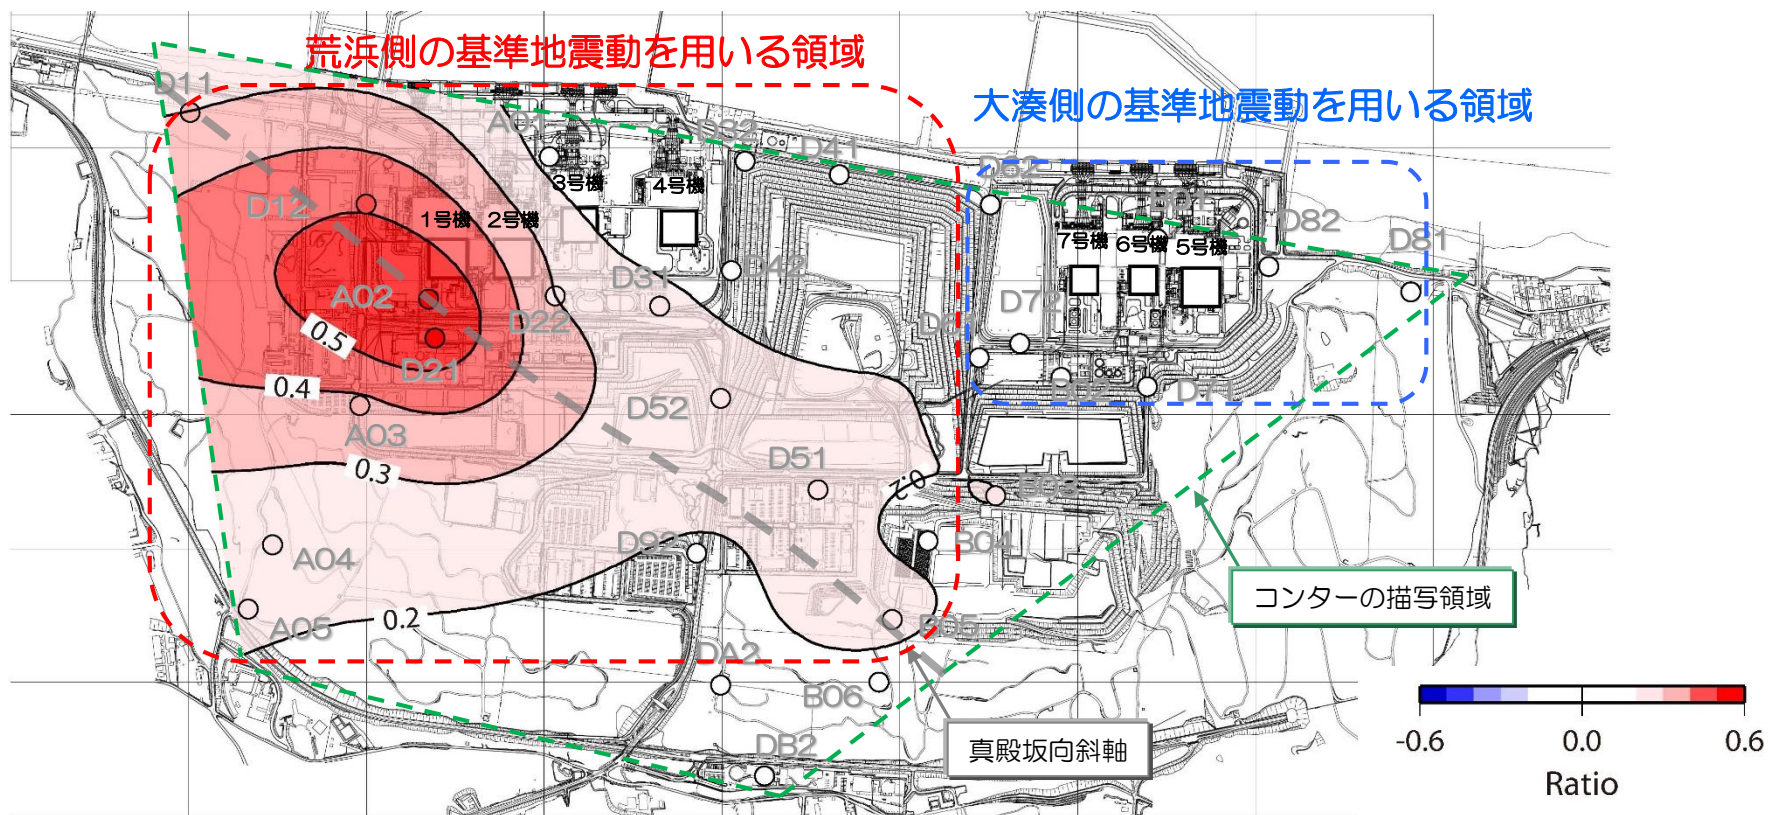 荒浜側の基準地震動を用いる領域
大湊側の基準地震動を用いる領域
D11
A01
D32
D41
D62
B01
D82
D81
3号機
4号機
D12
1号機
2号機
7号機
6号機
5号機
D42
D31
A02
D22
D72
0.5
D21
0.4
B02
D71
D52
A03
0.3
D51
0.2
B03
D92
B04
A04
0.2
A05
B05
コンターの描写領域
DA2
B06
DB2
真殿坂向斜軸
-0.6
0.0
0.6
Ratio